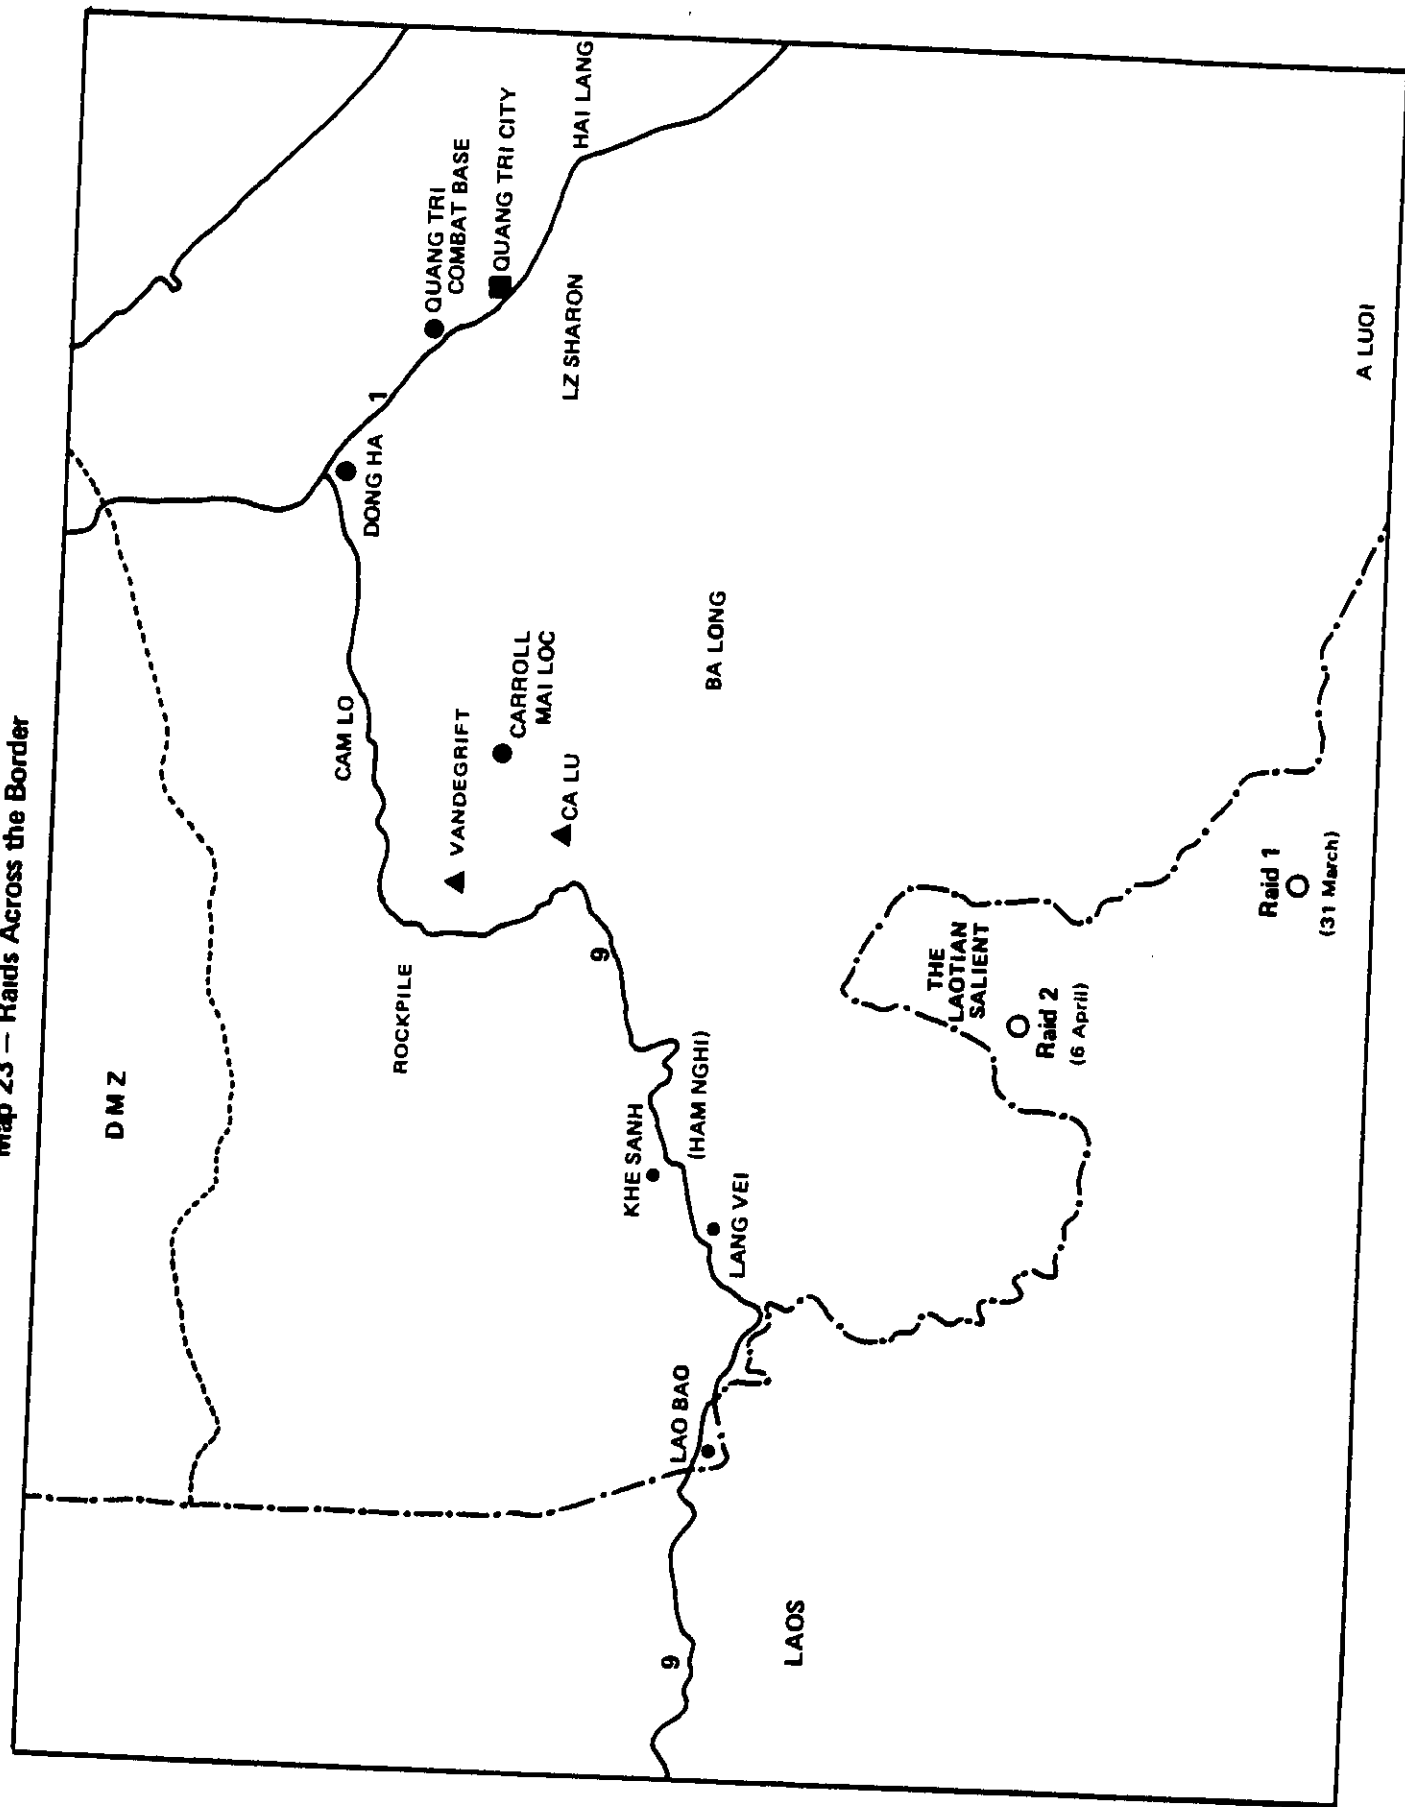 Map 23 — Raids Across the Border
DMZ
HAI LANG
QUANG TRI
COMBAT BASE
QUANG TRI CITY
1
DONG HA
LZ SHARON
CAM LO
VANDEGRIFT
CARROLL
MAI LOC
CA LU
BA LONG
ROCKPILE
9
KHE SANH
(HAM NGHI)
LANG VEI
LAO BAO
9
LAOS
THE
LAOTIAN
SALIENT
Raid 2
(6 April)
Raid 1
(31 March)
A LUOI